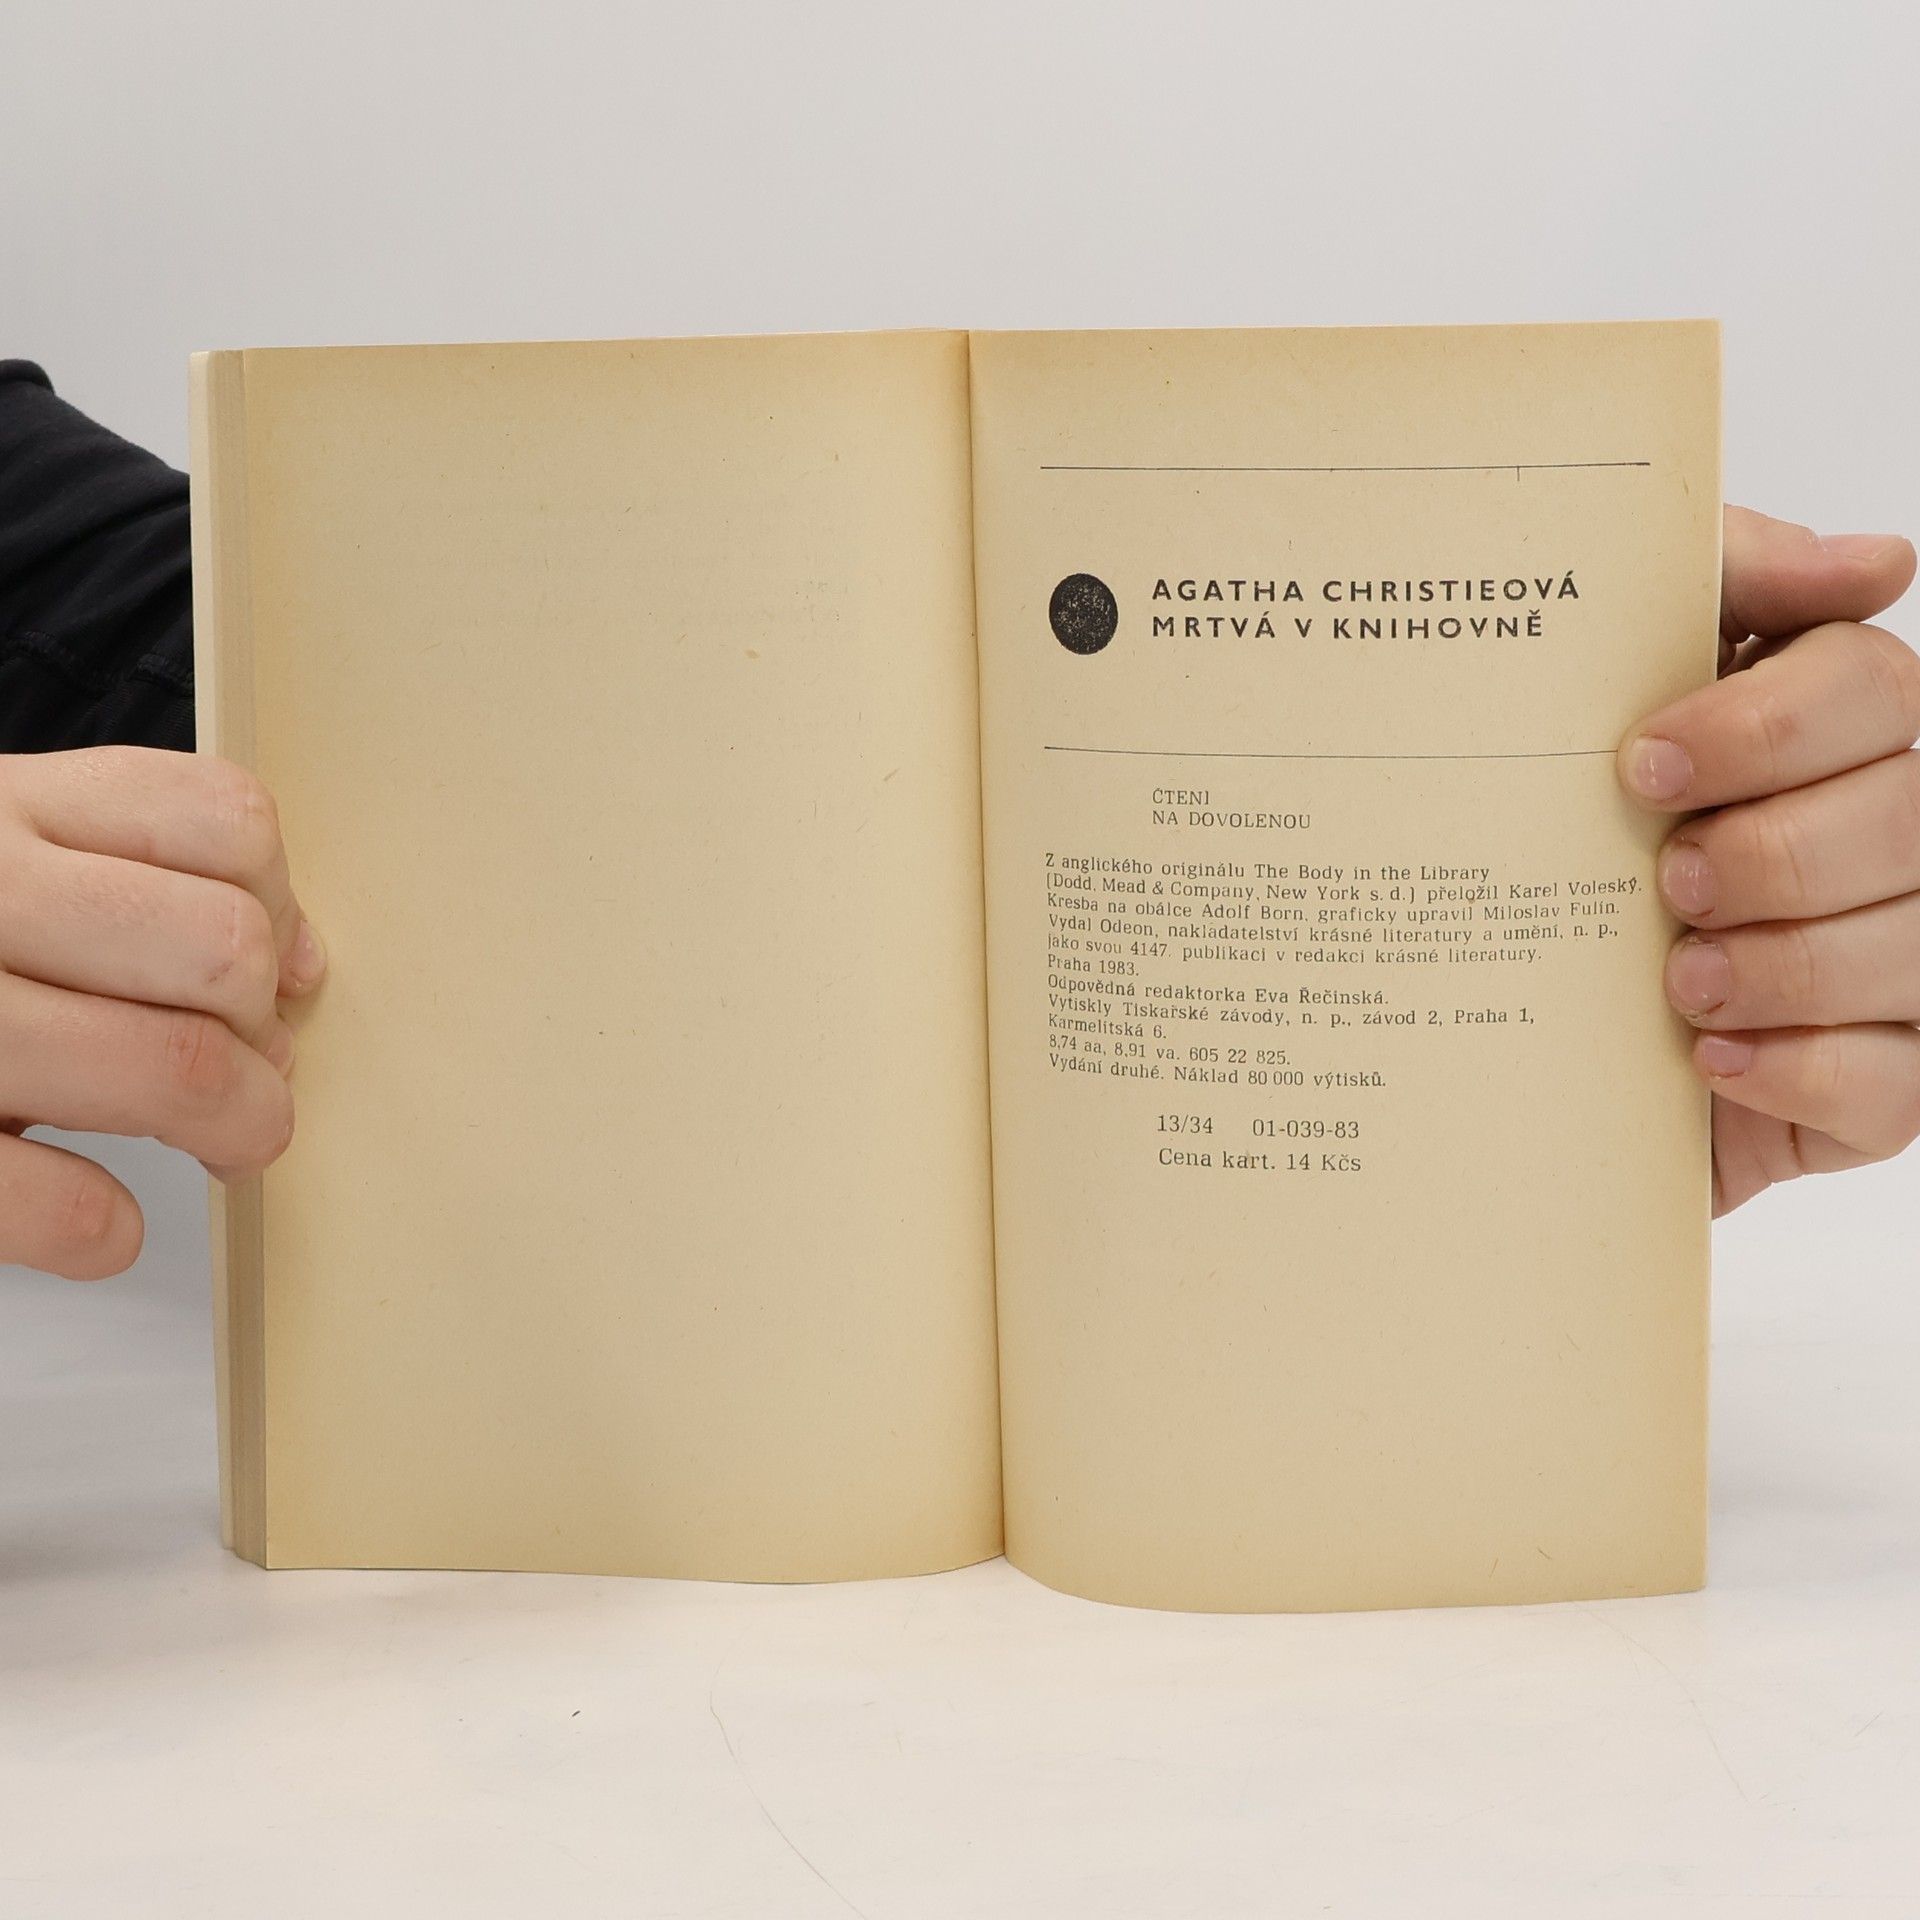 AGATHA CHRISTIEOVÁ
MRTVÁ V KNIHOVNĚ
ČTENÍ
NA DOVOLENOU
Z anglického originálu The Body in the Library
(Dodd, Mead & Company, New York s. d.) přeložil Karel Voleský.
Kresba na obálce Adolf Born, graficky upravil Miloslav Fulín.
Vydal Odeon, nakladatelství krásné literatury a umění, n. p.,
jako svou 4147. publikaci v redakci krásné literatury.
Praha 1983.
Odpovědná redaktorka Eva Řečinská.
Vytiskly Tiskařské závody, n. p., závod 2, Praha 1,
Karmelitská 6.
8,74 aa, 8,91 va. 605 22 825.
Vydání druhé. Náklad 80 000 výtisků.
13/34 01-039-83
Cena kart. 14 Kčs